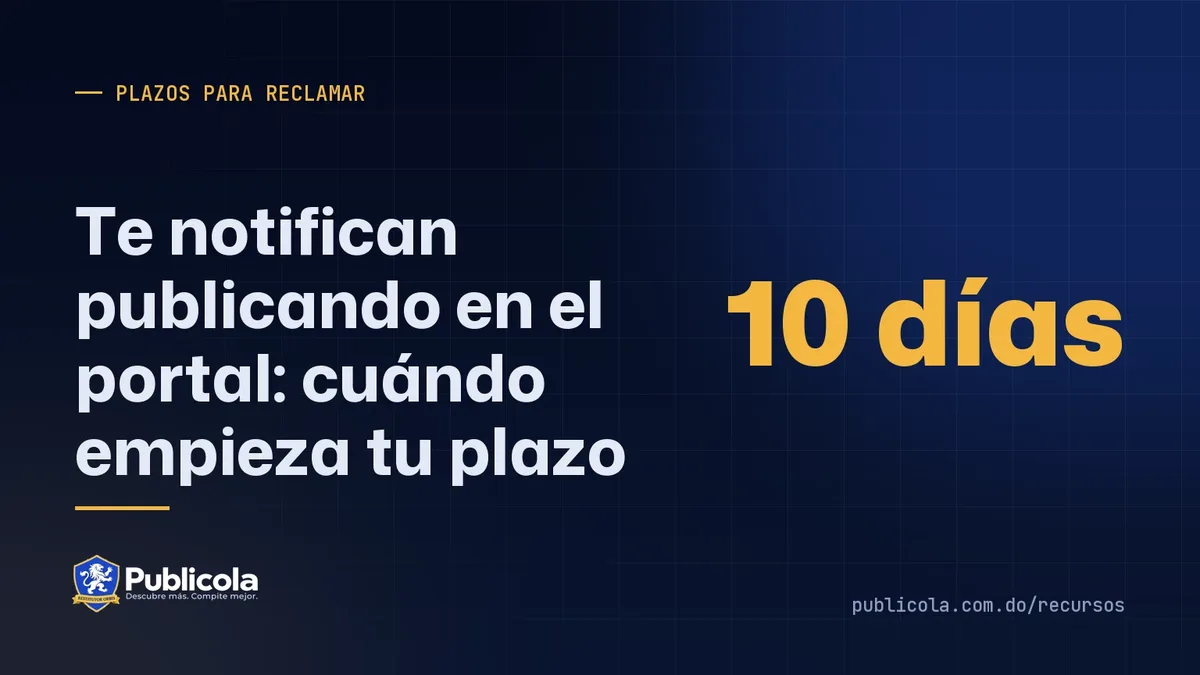 — PLAZOS PARA RECLAMAR
Te notifican
publicando en el
portal: cuándo
empieza tu plazo
10 días
Publicola
Descubre más. Compite mejor.
publicola.com.do/recursos